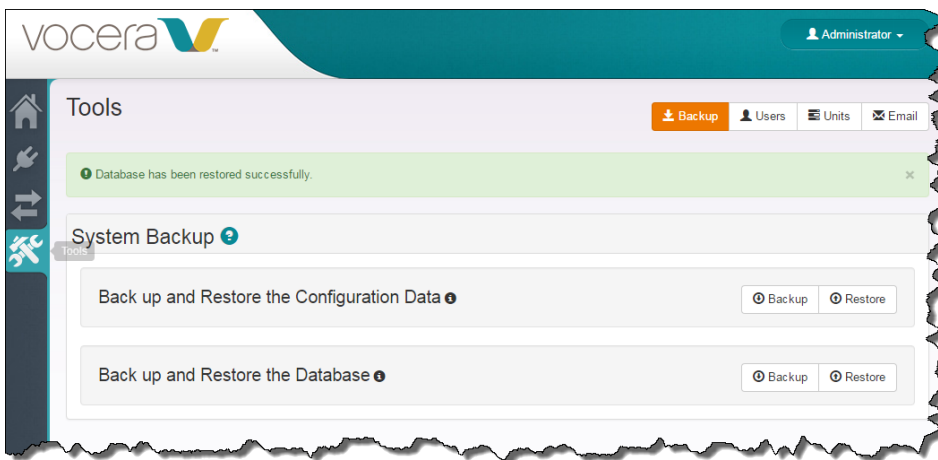 vocera
Administrator
Tools
Backup Users Units Email
Database has been restored successfully. ×
System Backup
Tools
Back up and Restore the Configuration Data Backup Restore
Back up and Restore the Database Backup Restore